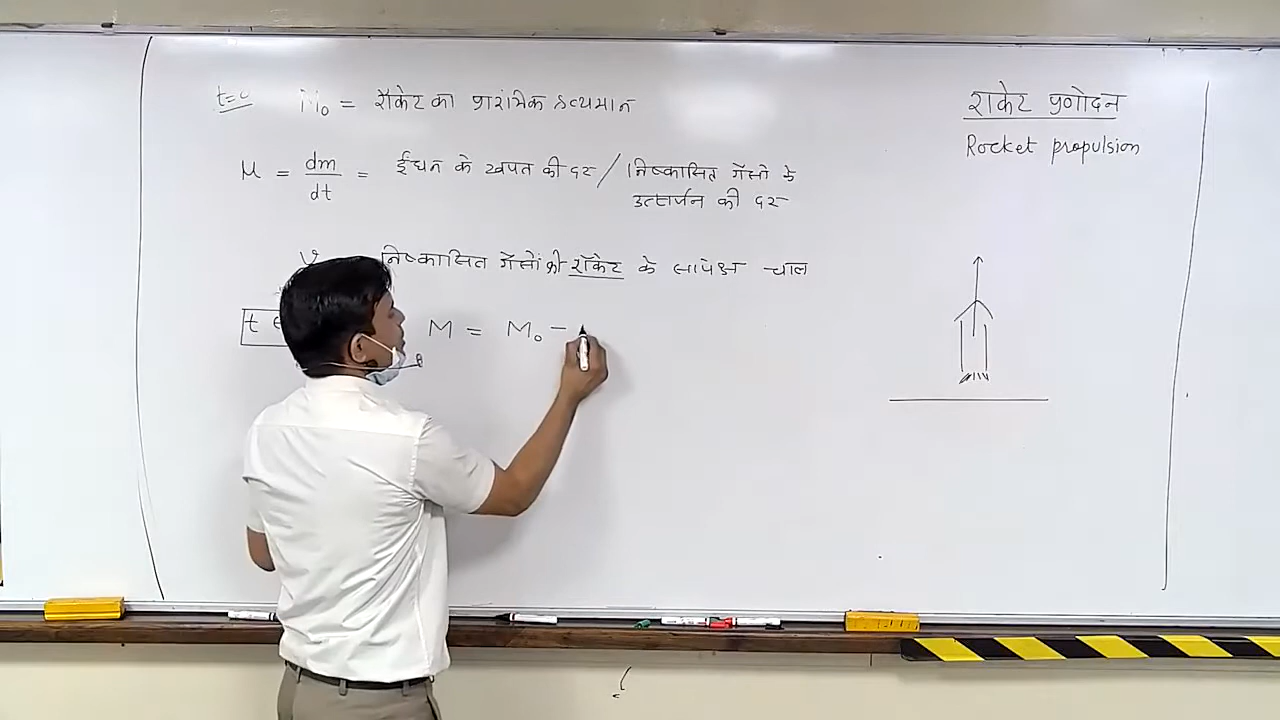 t=0 M₀ = रॉकेट का प्रारंभिक द्रव्यमान
μ = dm/dt = ईंधन के खपत की दर / निष्कासित गैसों के
उत्सर्जन की दर
निष्कासित गैसों की रॉकेट के सापेक्ष चाल
t M = M₀ −
रॉकेट प्रणोदन
Rocket propulsion